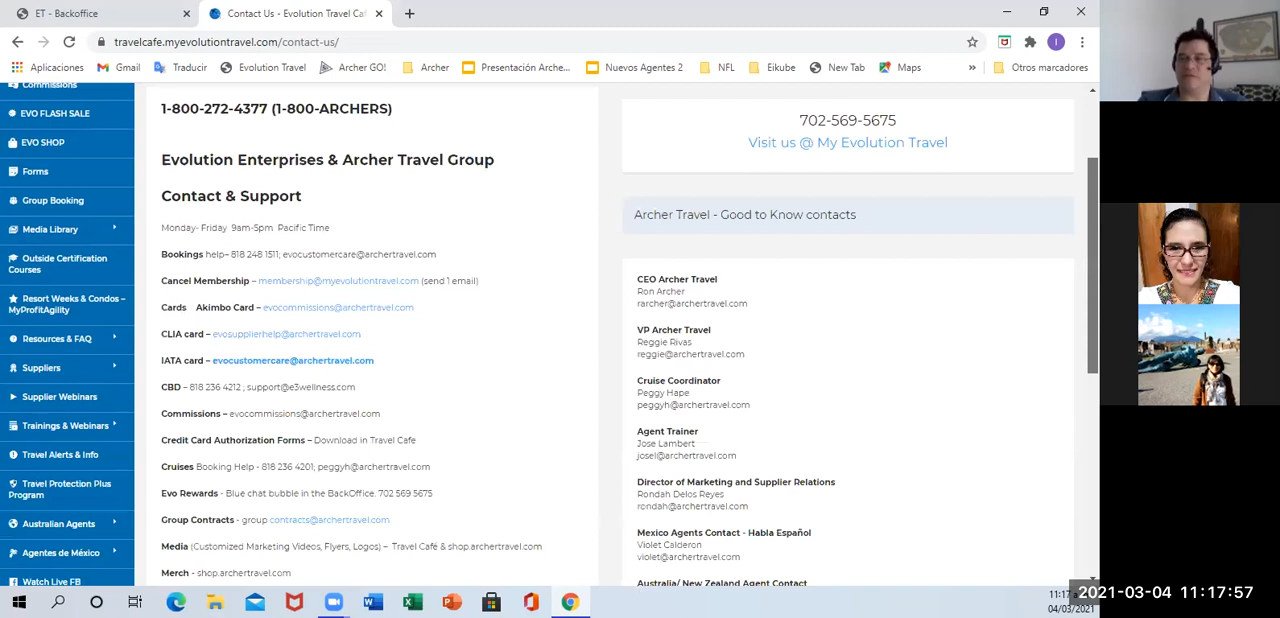 ET - Backoffice
Contact Us - Evolution Travel Caf
travelcafe.myevolutiontravel.com/contact-us/
Aplicaciones
Gmail
Traducir
Evolution Travel
Archer GO!
Archer
Presentación Arche...
Nuevos Agentes 2
NFL
Eikube
New Tab
Maps
»
Otros marcadores
Commissions
EVO FLASH SALE
EVO SHOP
Forms
Group Booking
Media Library
Outside Certification
Courses
Resort Weeks & Condos –
MyProfitAgility
Resources & FAQ
Suppliers
Supplier Webinars
Trainings & Webinars
Travel Alerts & Info
Travel Protection Plus
Program
Australian Agents
Agentes de México
Watch Live FB
1-800-272-4377 (1-800-ARCHERS)
Evolution Enterprises & Archer Travel Group
Contact & Support
Monday- Friday 9am-5pm Pacific Time
Bookings help– 818 248 1511; evocustomercare@archertravel.com
Cancel Membership – membership@myevolutiontravel.com (send 1 email)
Cards Akimbo Card – evocommissions@archertravel.com
CLIA card – evosupplierhelp@archertravel.com
IATA card – evocustomercare@archertravel.com
CBD – 818 236 4212 ; support@e3wellness.com
Commissions – evocommissions@archertravel.com
Credit Card Authorization Forms – Download in Travel Cafe
Cruises Booking Help - 818 236 4201; peggyh@archertravel.com
Evo Rewards - Blue chat bubble in the BackOffice. 702 569 5675
Group Contracts - group contracts@archertravel.com
Media (Customized Marketing Videos, Flyers, Logos) – Travel Café & shop.archertravel.com
Merch - shop.archertravel.com
702-569-5675
Visit us @ My Evolution Travel
Archer Travel - Good to Know contacts
CEO Archer Travel
Ron Archer
rarcher@archertravel.com
VP Archer Travel
Reggie Rivas
reggie@archertravel.com
Cruise Coordinator
Peggy Hape
peggyh@archertravel.com
Agent Trainer
Jose Lambert
josel@archertravel.com
Director of Marketing and Supplier Relations
Rondah Delos Reyes
rondah@archertravel.com
Mexico Agents Contact - Habla Español
Violet Calderon
violet@archertravel.com
Australia/ New Zealand Agent Contact
11:17 a
04/03/2021
2021-03-04 11:17:57